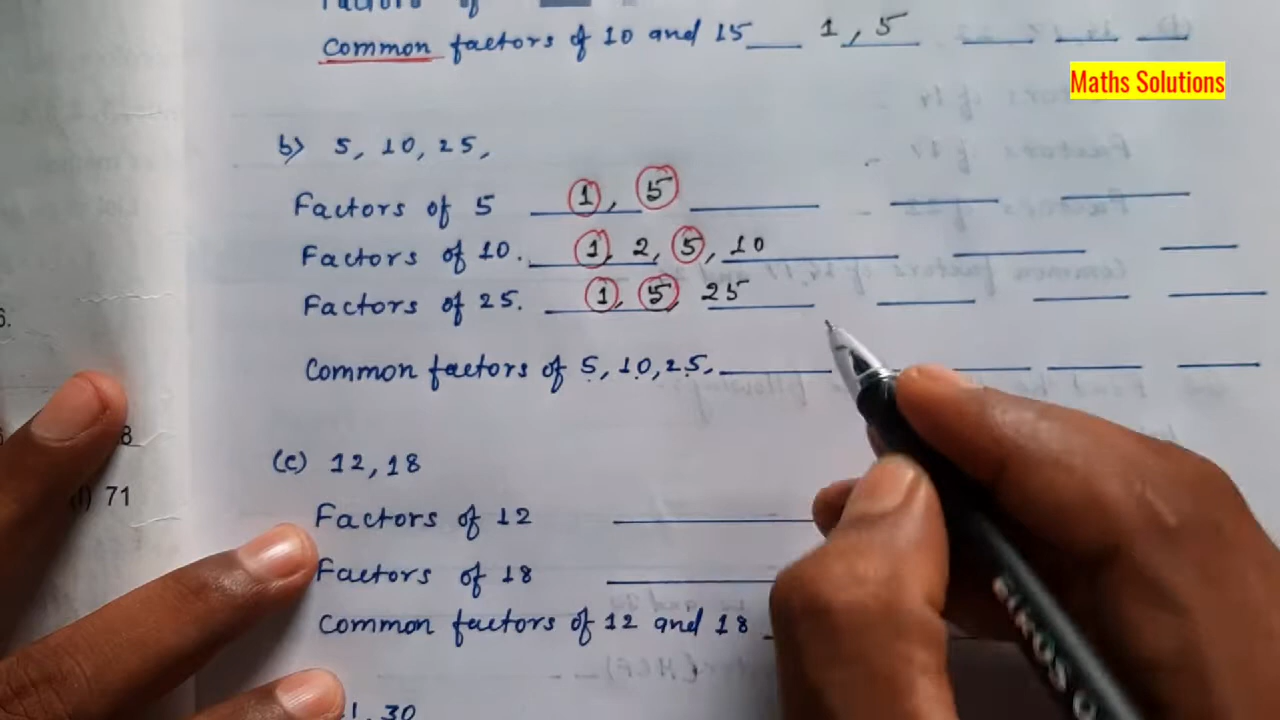 Common factors of 10 and 15 1, 5
Maths Solutions
b) 5, 10, 25,
Factors of 5 1, 5
Factors of 10. 1, 2, 5, 10
Factors of 25. 1, 5, 25
Common factors of 5, 10, 25.
(c) 12, 18
Factors of 12
71
Factors of 18
Common factors of 12 and 18
30